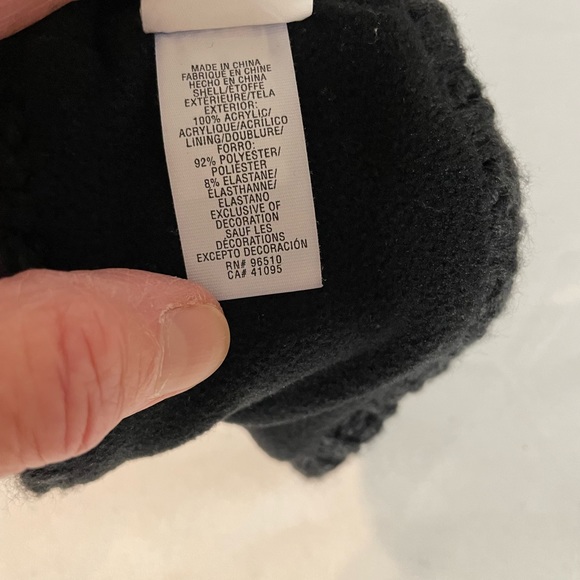 MADE IN CHINA
FABRIQUÉ EN CHINE
HECHO EN CHINA
SHELL/ÉTOFFE
EXTÉRIEURE/TELA
EXTERIOR:
100% ACRYLIC/
ACRYLIQUE/ACRÍLICO
LINING/DOUBLURE/
FORRO:
92% POLYESTER/
POLIÉSTER
8% ELASTANE/
ÉLASTHANNE/
ELASTANO
EXCLUSIVE OF
DECORATION
SAUF LES
DÉCORATIONS
EXCEPTO DECORACIÓN
RN# 96510
CA# 41095